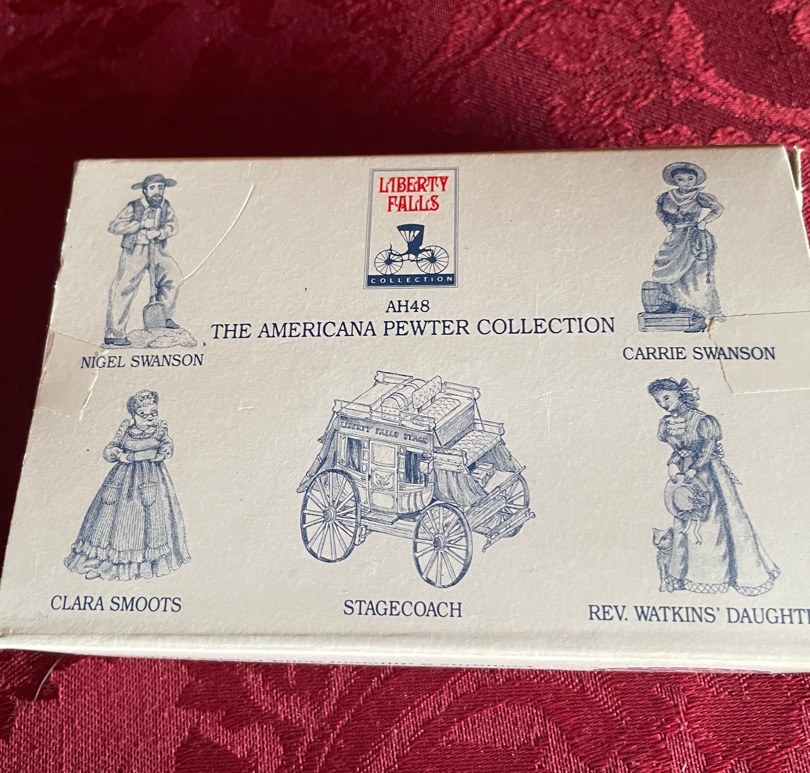 LIBERTY
FALLS
COLLECTION
AH48
THE AMERICANA PEWTER COLLECTION
NIGEL SWANSON
CARRIE SWANSON
LIBERTY FALLS STAGE
CLARA SMOOTS
STAGECOACH
REV. WATKINS' DAUGHT